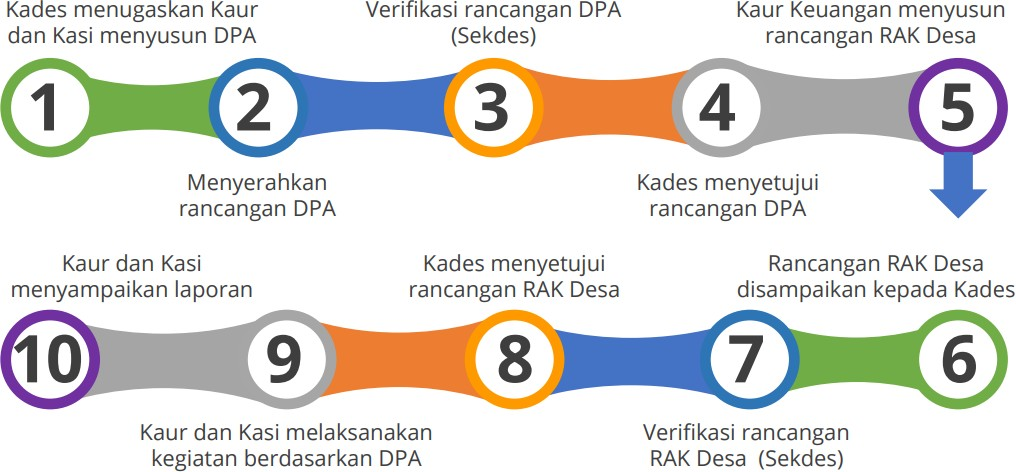 Kades menugaskan Kaur
dan Kasi menyusun DPA
1
2
Menyerahkan
rancangan DPA
Verifikasi rancangan DPA
(Sekdes)
3
4
Kades menyetujui
rancangan DPA
Kaur Keuangan menyusun
rancangan RAK Desa
5
Rancangan RAK Desa
disampaikan kepada Kades
6
7
Verifikasi rancangan
RAK Desa (Sekdes)
Kades menyetujui
rancangan RAK Desa
8
9
Kaur dan Kasi melaksanakan
kegiatan berdasarkan DPA
Kaur dan Kasi
menyampaikan laporan
10